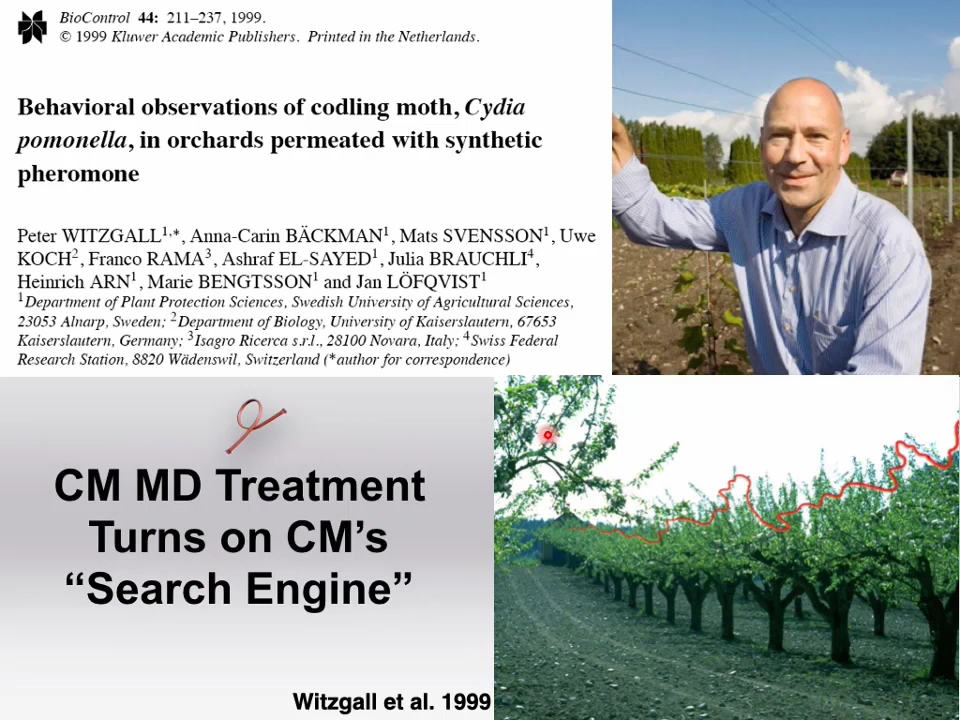 BioControl 44: 211–237, 1999.
© 1999 Kluwer Academic Publishers. Printed in the Netherlands.
Behavioral observations of codling moth, Cydia
pomonella, in orchards permeated with synthetic
pheromone
Peter WITZGALL1,*, Anna-Carin BÄCKMAN1, Mats SVENSSON1, Uwe
KOCH2, Franco RAMA3, Ashraf EL-SAYED1, Julia BRAUCHLI4,
Heinrich ARN1, Marie BENGTSSON1 and Jan LÖFQVIST1
1Department of Plant Protection Sciences, Swedish University of Agricultural Sciences,
23053 Alnarp, Sweden; 2Department of Biology, University of Kaiserslautern, 67653
Kaiserslautern, Germany; 3Isagro Ricerca s.r.l., 28100 Novara, Italy; 4Swiss Federal
Research Station, 8820 Wädenswil, Switzerland (*author for correspondence)
CM MD Treatment
Turns on CM’s
“Search Engine”
Witzgall et al. 1999